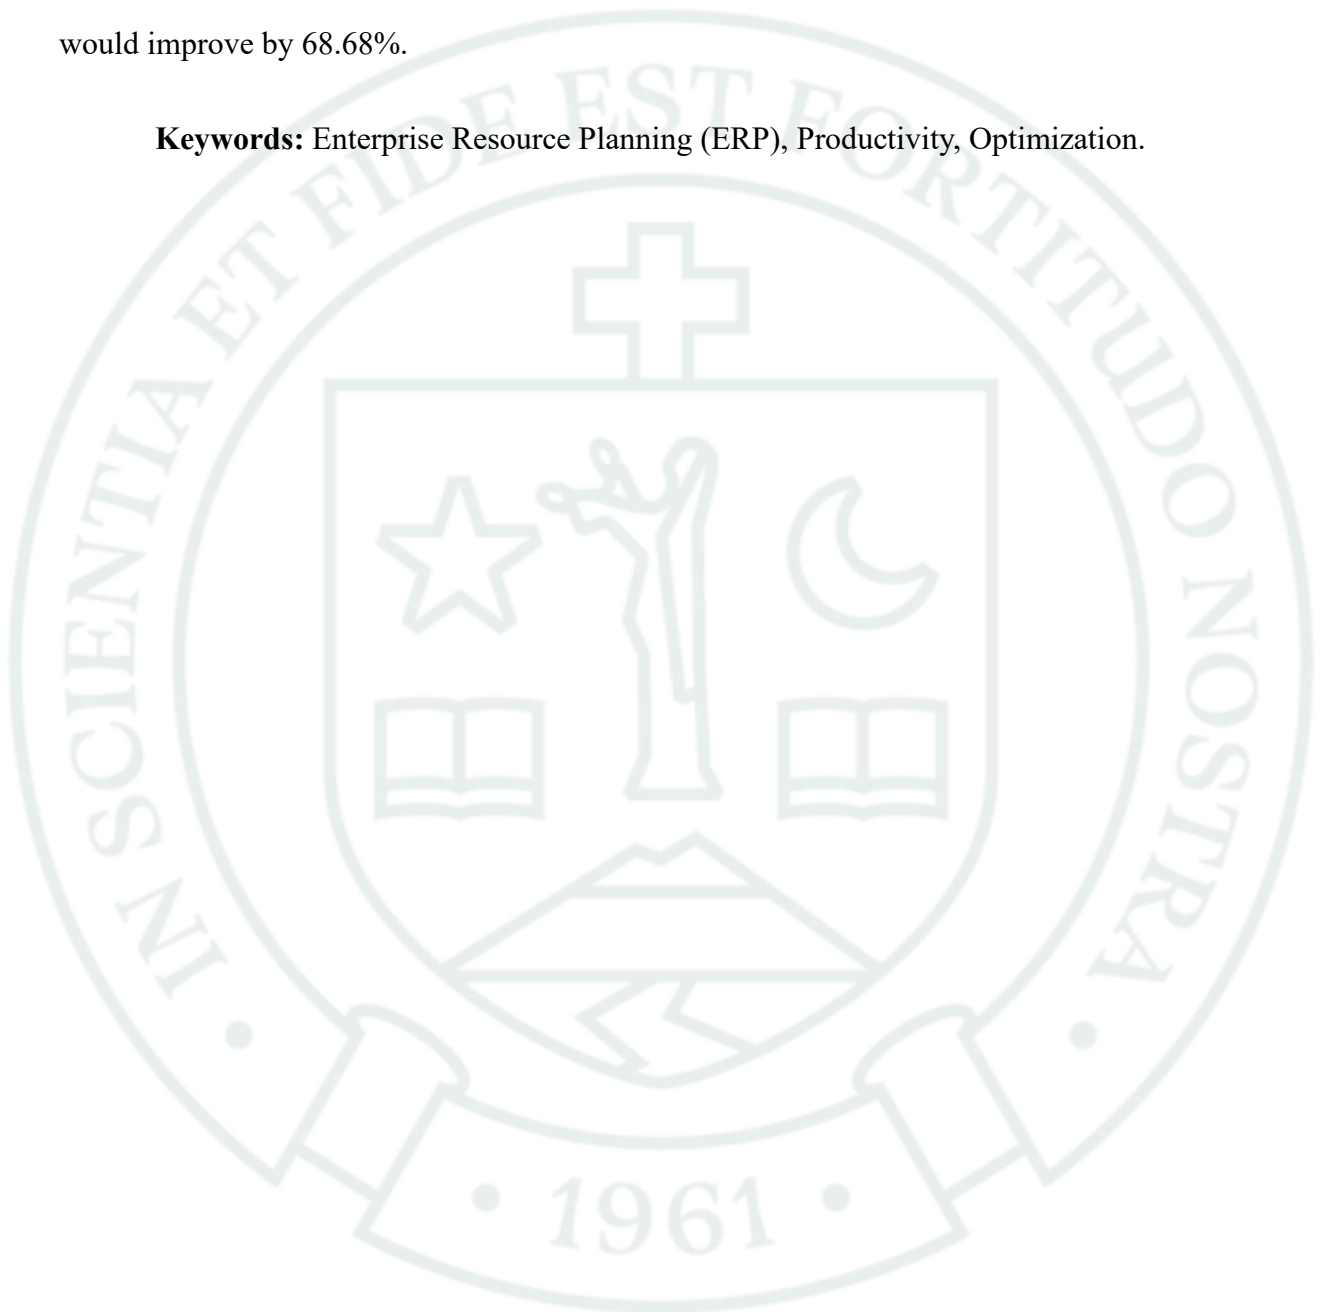 would improve by 68.68%.
Keywords: Enterprise Resource Planning (ERP), Productivity, Optimization.
IN SCIENTIA ET FIDE EST FORTITUDO NOSTRA
• 1961 •